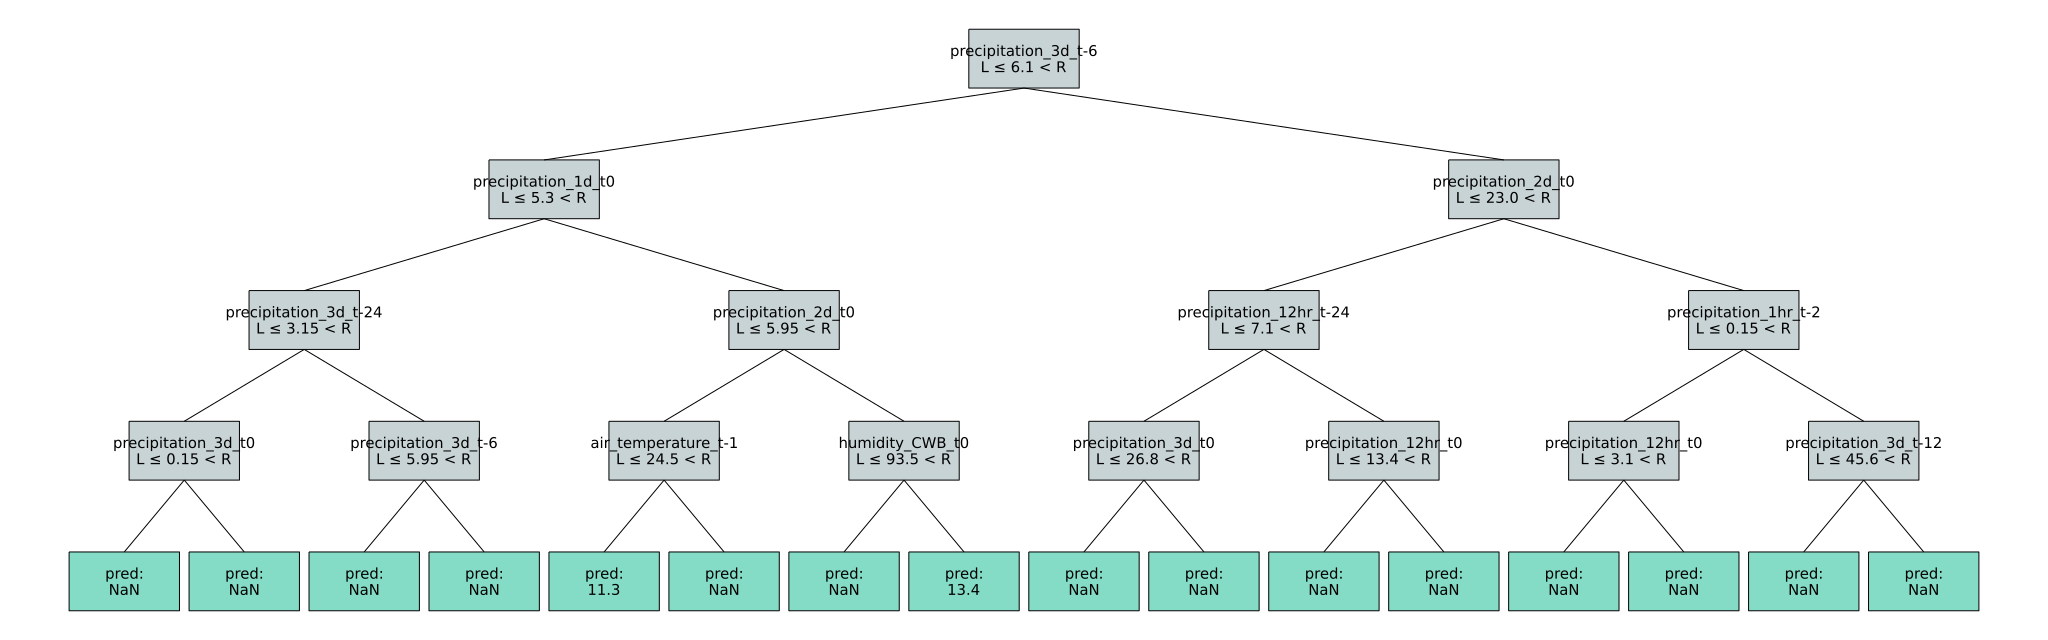 precipitation_3d_t-6
L ≤ 6.1 < R
precipitation_1d_t0
L ≤ 5.3 < R
precipitation_2d_t0
L ≤ 23.0 < R
precipitation_3d_t-24
L ≤ 3.15 < R
precipitation_2d_t0
L ≤ 5.95 < R
precipitation_12hr_t-24
L ≤ 7.1 < R
precipitation_1hr_t-2
L ≤ 0.15 < R
precipitation_3d_t0
L ≤ 0.15 < R
precipitation_3d_t-6
L ≤ 5.95 < R
air_temperature_t-1
L ≤ 24.5 < R
humidity_CWB_t0
L ≤ 93.5 < R
precipitation_3d_t0
L ≤ 26.8 < R
precipitation_12hr_t0
L ≤ 13.4 < R
precipitation_12hr_t0
L ≤ 3.1 < R
precipitation_3d_t-12
L ≤ 45.6 < R
pred:
NaN
pred:
NaN
pred:
NaN
pred:
NaN
pred:
11.3
pred:
NaN
pred:
NaN
pred:
13.4
pred:
NaN
pred:
NaN
pred:
NaN
pred:
NaN
pred:
NaN
pred:
NaN
pred:
NaN
pred:
NaN